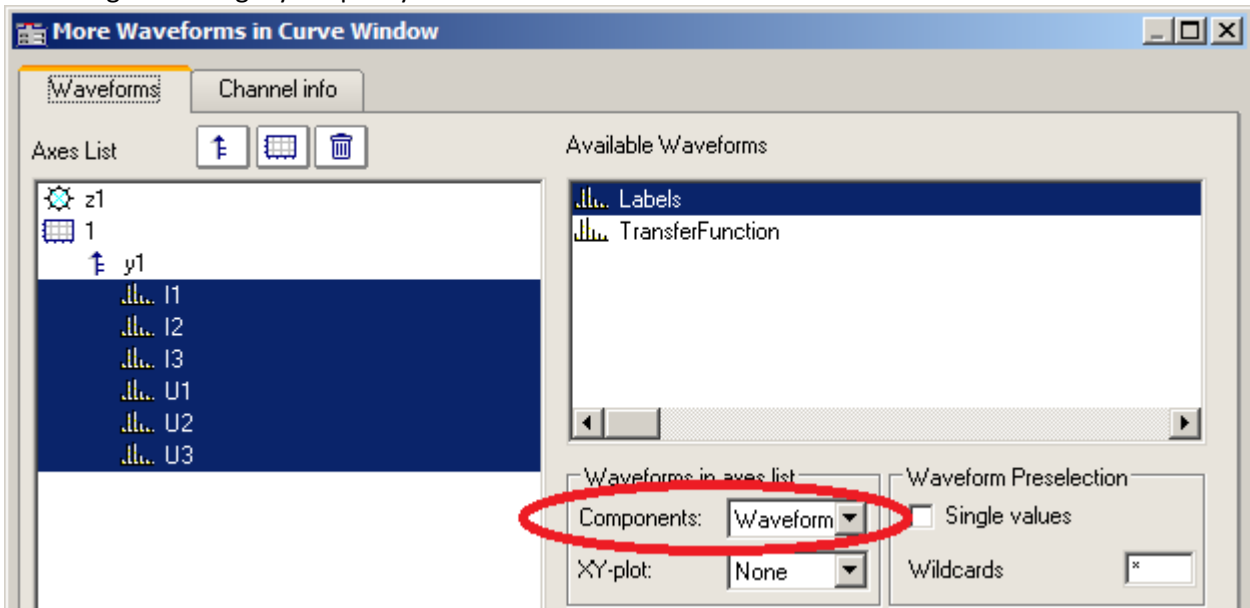 More Waveforms in Curve Window
Waveforms
Channel info
Axes List
Available Waveforms
z1
1
y1
I1
I2
I3
U1
U2
U3
Labels
TransferFunction
Waveforms in axes list
Components: Waveform
XY-plot: None
Waveform Preselection
Single values
Wildcards *